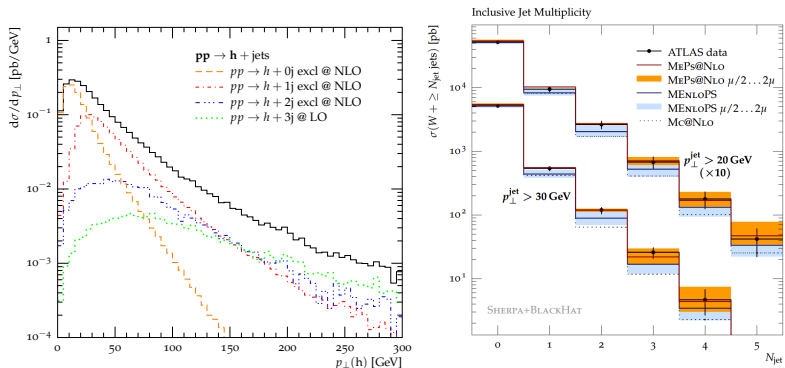 dσ/dp⊥ [pb/GeV]
1
10⁻¹
10⁻²
10⁻³
10⁻⁴
pp → h + jets
pp → h + 0j excl @ NLO
pp → h + 1j excl @ NLO
pp → h + 2j excl @ NLO
pp → h + 3j @ LO
0 50 100 150 200 250 300
p⊥(h) [GeV]
Inclusive Jet Multiplicity
σ(W + ≥ Njet jets) [pb]
10⁴
10³
10²
10¹
ATLAS data
MEPS@NLO
MEPS@NLO μ/2 . . . 2μ
MENLOPS
MENLOPS μ/2 . . . 2μ
MC@NLO
p⊥^jet > 20 GeV
(×10)
p⊥^jet > 30 GeV
SHERPA+BLACKHAT
0 1 2 3 4 5
Njet